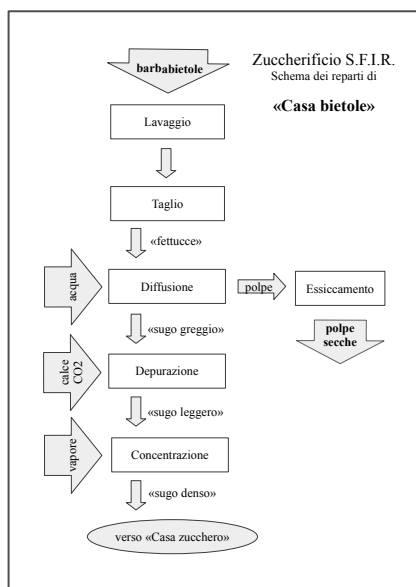 Zuccherificio S.F.I.R.
Schema dei reparti di
«Casa bietole»
barbabietole
Lavaggio
Taglio
«fettucce»
acqua
Diffusione
polpe
Essiccamento
«sugo greggio»
polpe
secche
calce
CO2
Depurazione
«sugo leggero»
vapore
Concentrazione
«sugo denso»
verso «Casa zucchero»